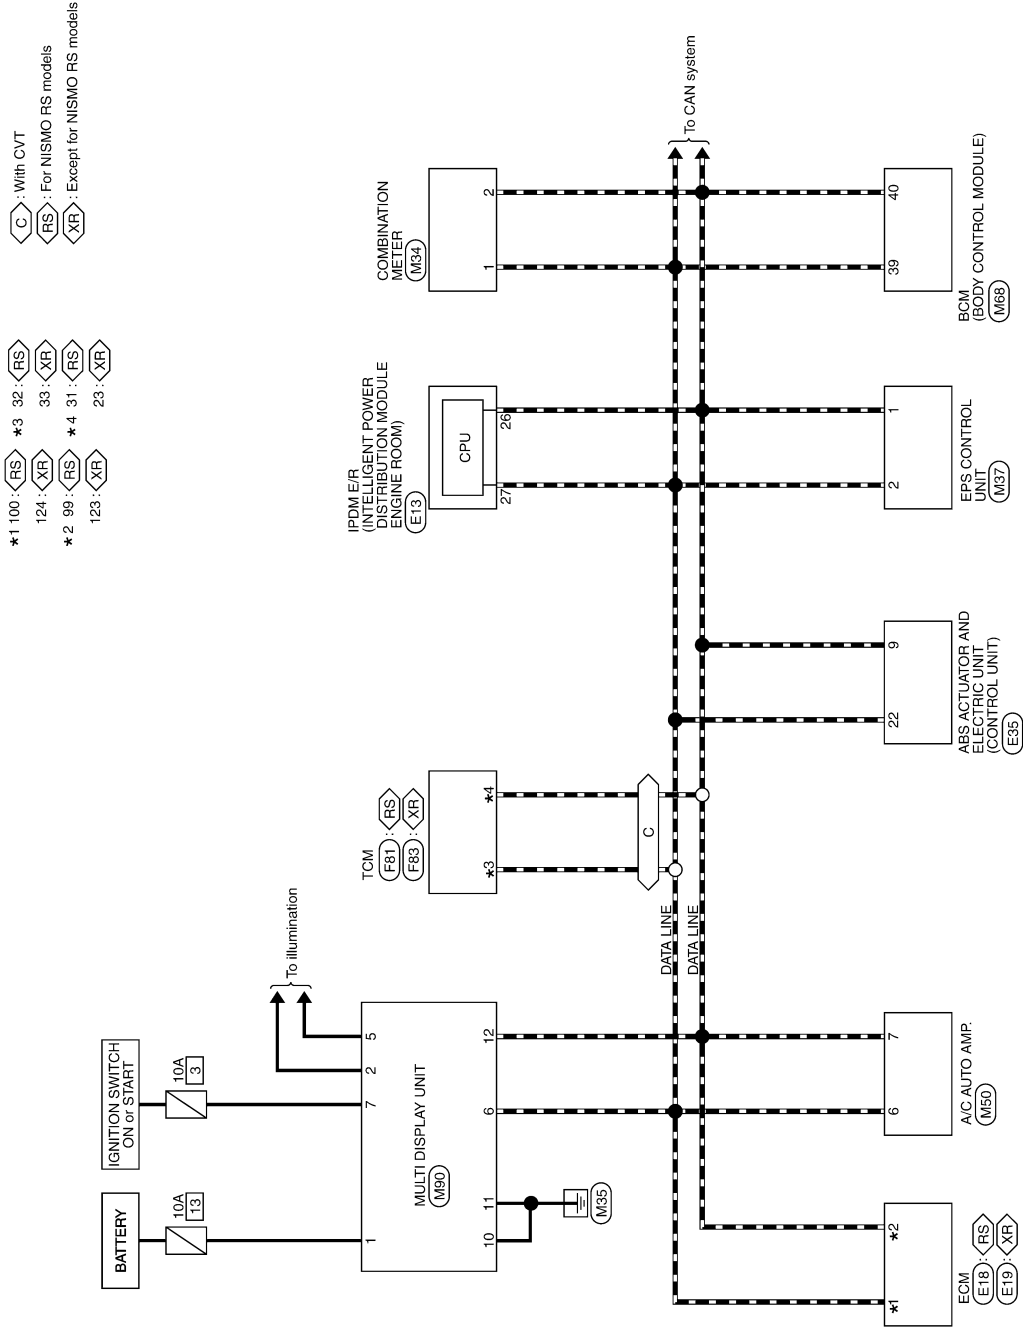 BATTERY
10A
13
IGNITION SWITCH
ON or START
10A
3
To illumination
1
7
2
5
MULTI DISPLAY UNIT
M90
10
11
6
12
M35
TCM
F81 : RS
F83 : XR
*3
*4
C
IPDM E/R
(INTELLIGENT POWER
DISTRIBUTION MODULE
ENGINE ROOM)
E13
CPU
27
26
COMBINATION
METER
M34
1
2
*1 100 : RS
124 : XR
*2 99 : RS
123 : XR
*3 32 : RS
33 : XR
*4 31 : RS
23 : XR
C : With CVT
RS : For NISMO RS models
XR : Except for NISMO RS models
DATA LINE
DATA LINE
To CAN system
*1
*2
ECM
E18 : RS
E19 : XR
6
7
A/C AUTO AMP.
M50
22
9
ABS ACTUATOR AND
ELECTRIC UNIT
(CONTROL UNIT)
E35
2
1
EPS CONTROL
UNIT
M37
39
40
BCM
(BODY CONTROL MODULE)
M68